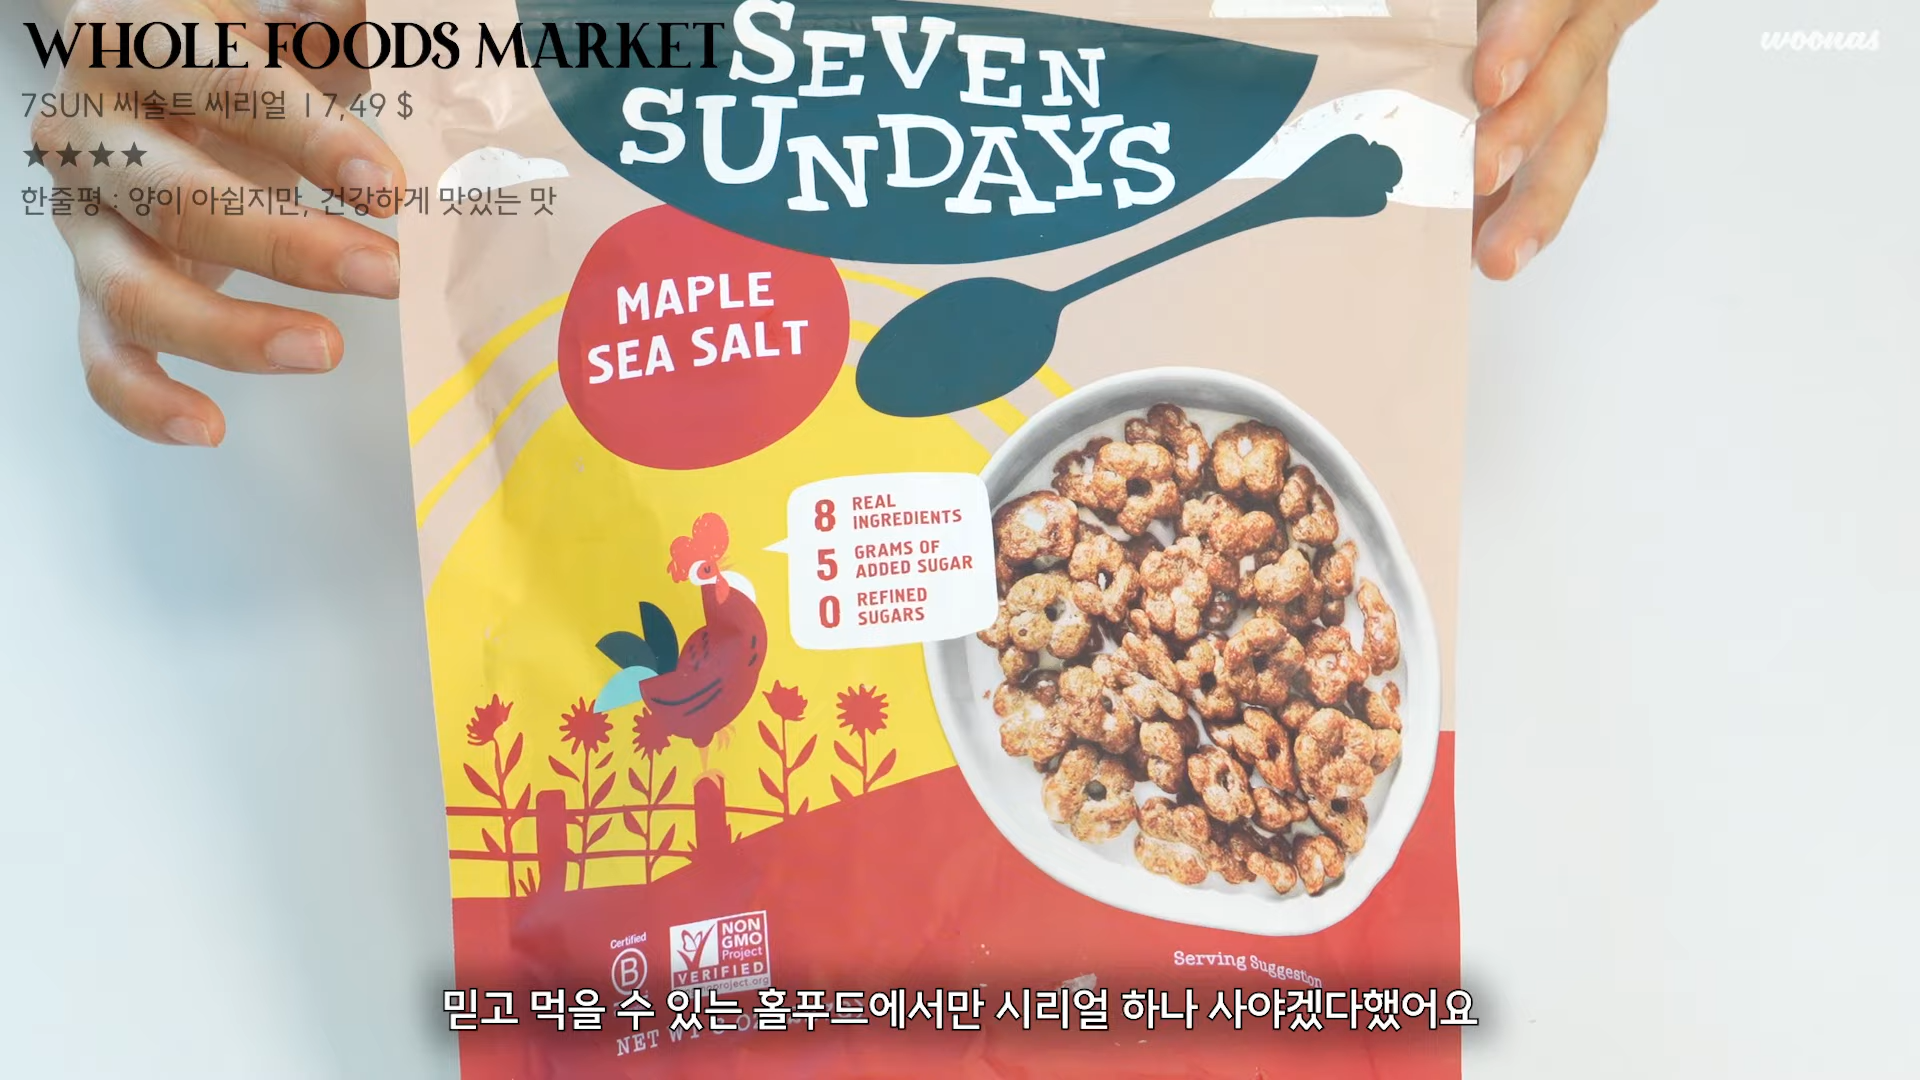 WHOLE FOODS MARKET
7SUN 씨솔트 씨리얼 | 7,49 $
★★★★
한줄평 : 양이 아쉽지만, 건강하게 맛있는 맛
woonas
SEVEN
SUNDAYS
MAPLE
SEA SALT
8 REAL
INGREDIENTS
5 GRAMS OF
ADDED SUGAR
0 REFINED
SUGARS
Certified
B
NON
GMO
Project
VERIFIED
Serving Suggestion
믿고 먹을 수 있는 홀푸드에서만 시리얼 하나 사야겠다했어요
NET WT 8 OZ